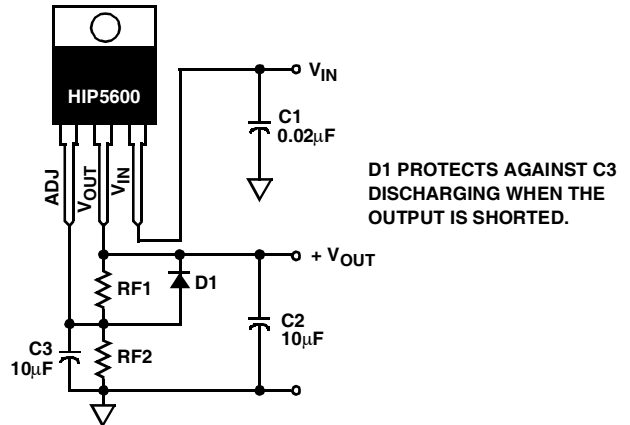 HIP5600
ADJ
VOUT
VIN
VIN
C1
0.02µF
D1 PROTECTS AGAINST C3
DISCHARGING WHEN THE
OUTPUT IS SHORTED.
+ VOUT
RF1
D1
C2
10µF
C3
10µF
RF2